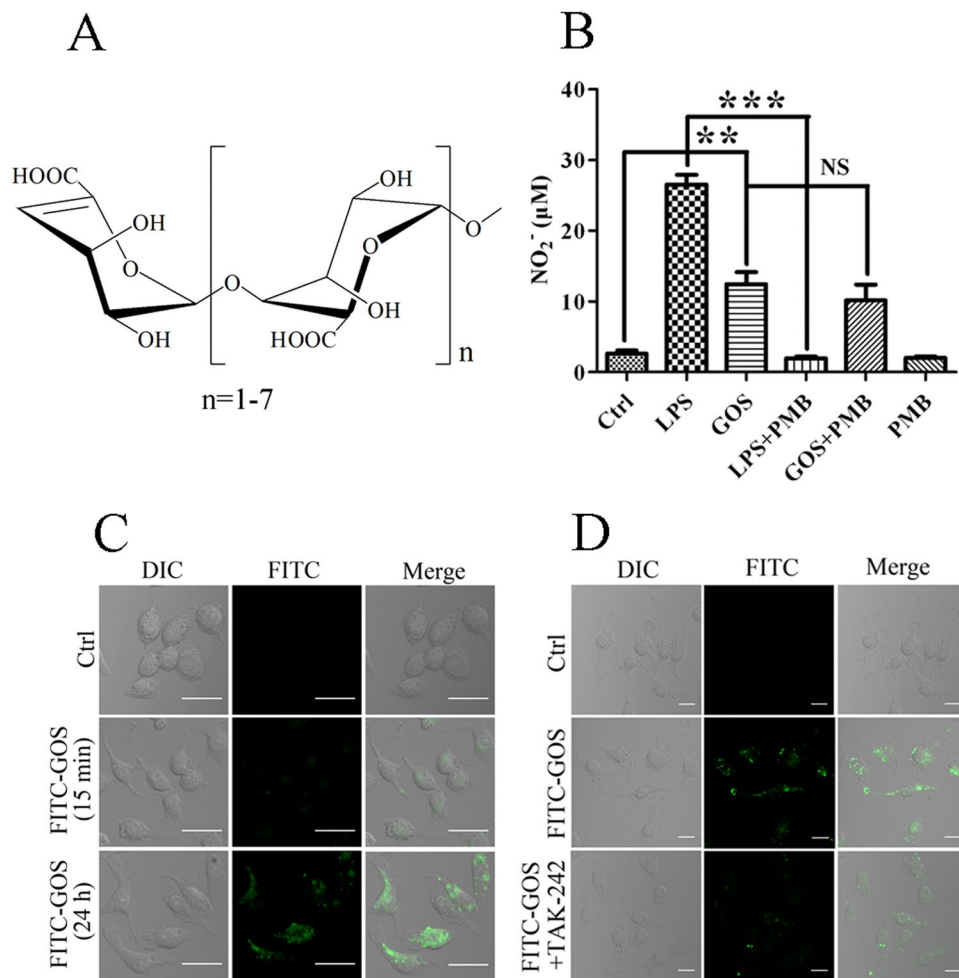 A
HOOC
OH
O
OH
OH
O
OH
O
O
OH
HOOC
n
n=1-7
B
NO₂⁻ (µM)
40
30
20
10
0
***
**
NS
Ctrl
LPS
GOS
LPS+PMB
GOS+PMB
PMB
C
DIC FITC Merge
Ctrl
FITC-GOS
(15 min)
FITC-GOS
(24 h)
D
DIC FITC Merge
Ctrl
FITC-GOS
FITC-GOS
+TAK-242